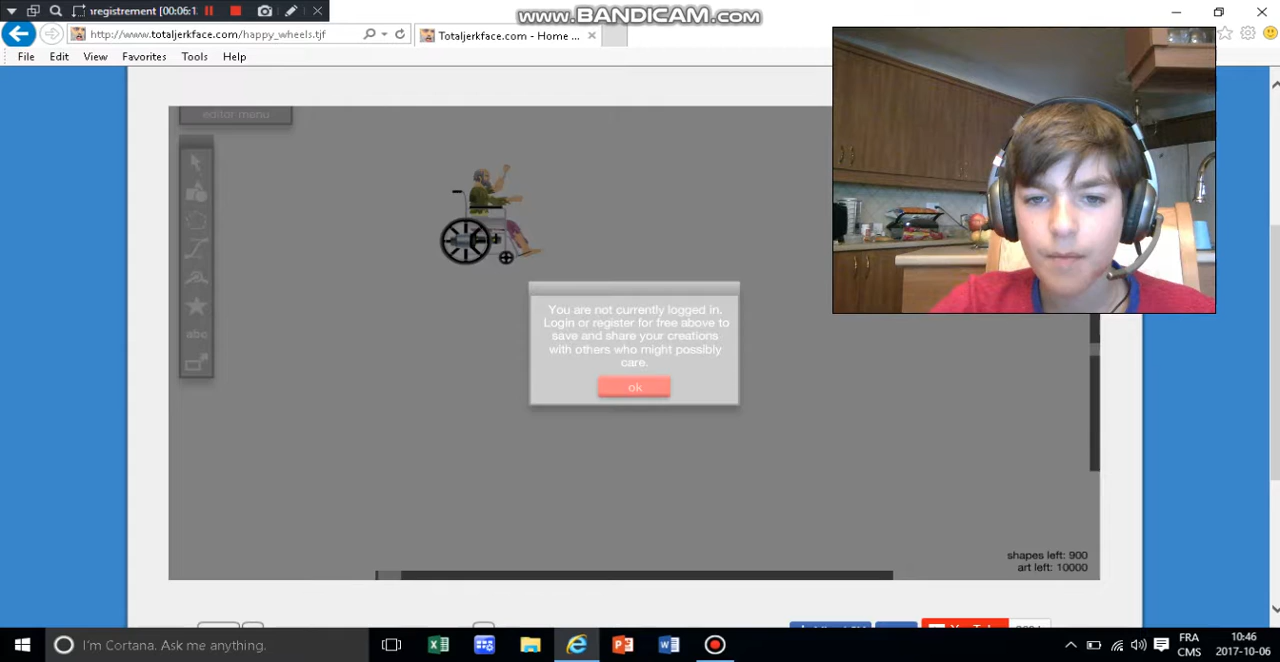 registrement [00:06:1
www.BANDICAM.com
http://www.totaljerkface.com/happy_wheels.tjf
Totaljerkface.com - Home ...
File Edit View Favorites Tools Help
editor menu
abc
You are not currently logged in.
Login or register for free above to
save and share your creations
with others who might possibly
care.
ok
shapes left: 900
art left: 10000
I'm Cortana. Ask me anything.
FRA
CMS
10:46
2017-10-06